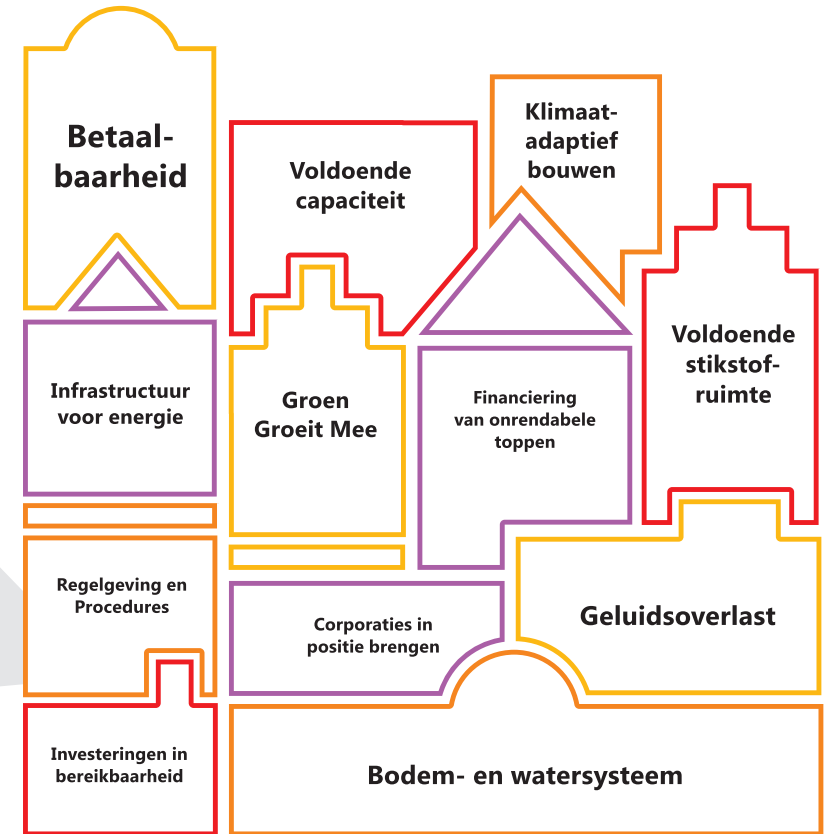 Betaal-
baarheid
Voldoende
capaciteit
Klimaat-
adaptief
bouwen
Voldoende
stikstof-
ruimte
Infrastructuur
voor energie
Groen
Groeit Mee
Financiering
van onrendabele
toppen
Regelgeving en
Procedures
Corporaties in
positie brengen
Geluidsoverlast
Investeringen in
bereikbaarheid
Bodem- en watersysteem